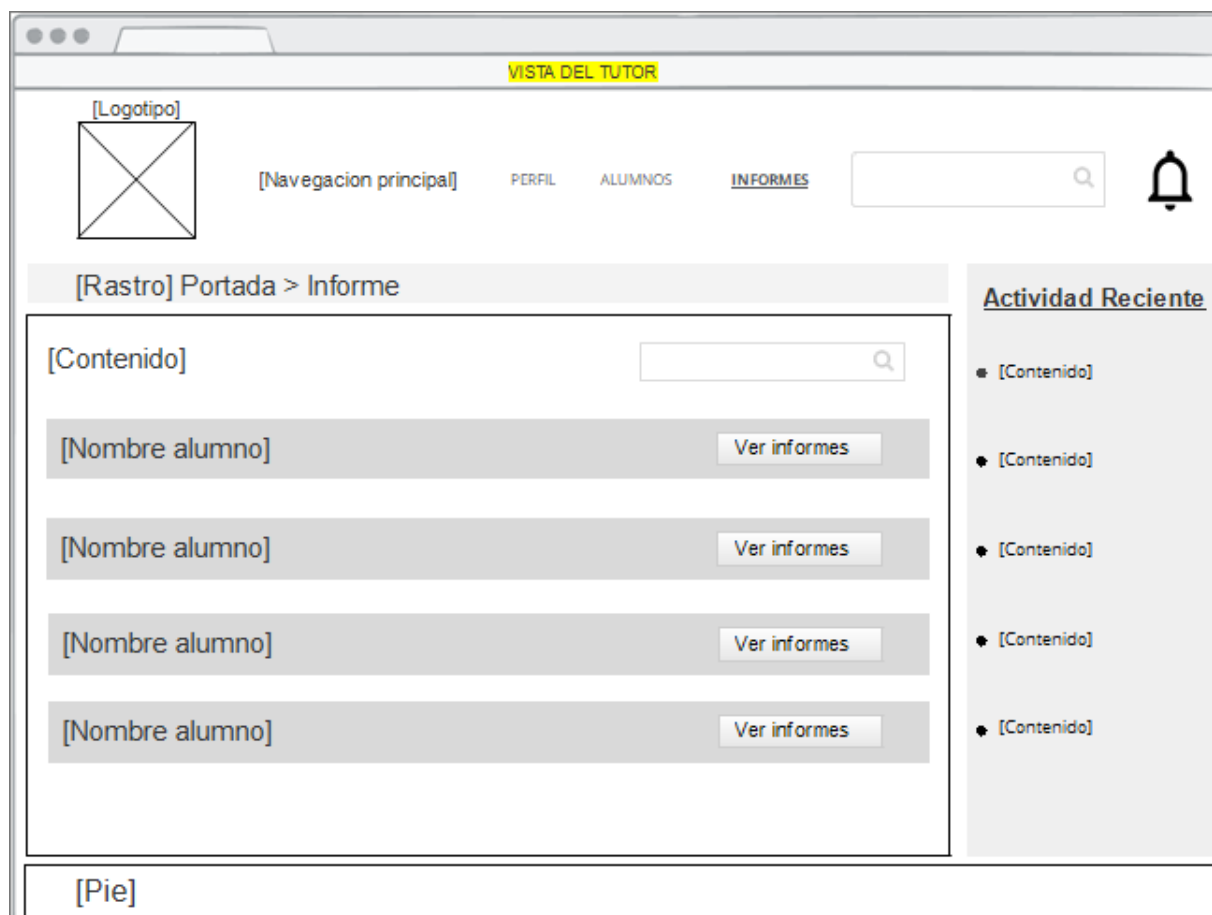 VISTA DEL TUTOR
[Logotipo]
[Navegacion principal] PERFIL ALUMNOS INFORMES
[Rastro] Portada > Informe
[Contenido]
[Nombre alumno] Ver informes
[Nombre alumno] Ver informes
[Nombre alumno] Ver informes
[Nombre alumno] Ver informes
Actividad Reciente
[Contenido]
[Contenido]
[Contenido]
[Contenido]
[Contenido]
[Pie]